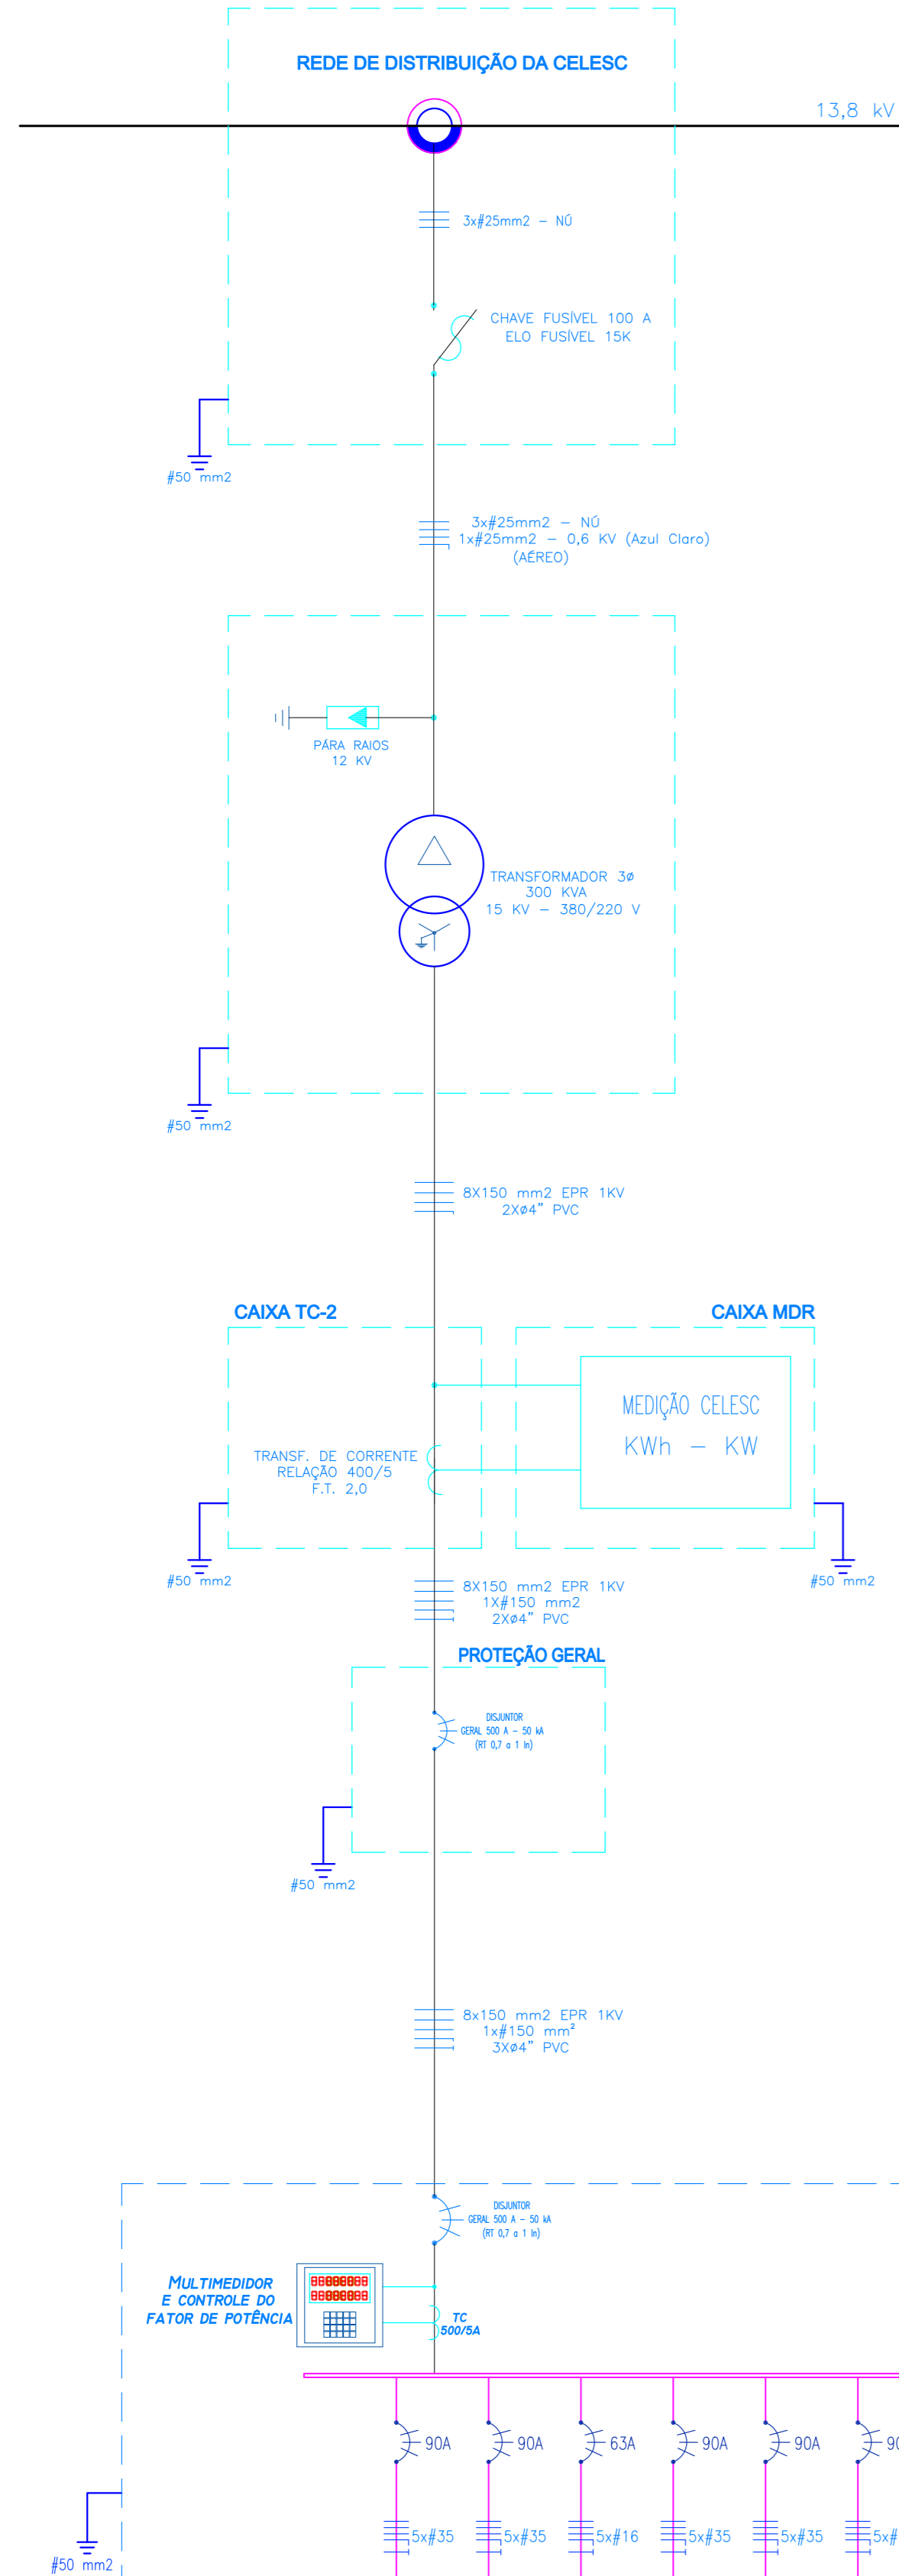 REDE DE DISTRIBUIÇÃO DA CELESC
13,8 kV
3x#25mm2 – NÚ
CHAVE FUSÍVEL 100 A
ELO FUSÍVEL 15K
#50 mm2
3x#25mm2 – NÚ
1x#25mm2 – 0,6 KV (Azul Claro)
(AÉREO)
PÁRA RAIOS
12 KV
TRANSFORMADOR 3ø
300 KVA
15 KV – 380/220 V
#50 mm2
8X150 mm2 EPR 1KV
2Xø4" PVC
CAIXA TC-2
CAIXA MDR
MEDIÇÃO CELESC
KWh – KW
TRANSF. DE CORRENTE
RELAÇÃO 400/5
F.T. 2,0
#50 mm2
#50 mm2
8X150 mm2 EPR 1KV
1X#150 mm2
2Xø4" PVC
PROTEÇÃO GERAL
DISJUNTOR
GERAL 500 A – 50 kA
(RT 0,7 a 1 In)
#50 mm2
8x150 mm2 EPR 1KV
1x#150 mm²
3Xø4" PVC
DISJUNTOR
GERAL 500 A – 50 kA
(RT 0,7 a 1 In)
MULTIMEDIDOR
E CONTROLE DO
FATOR DE POTÊNCIA
TC
500/5A
90A 90A 63A 90A 90A
5x#35 5x#35 5x#16 5x#35 5x#35
#50 mm2